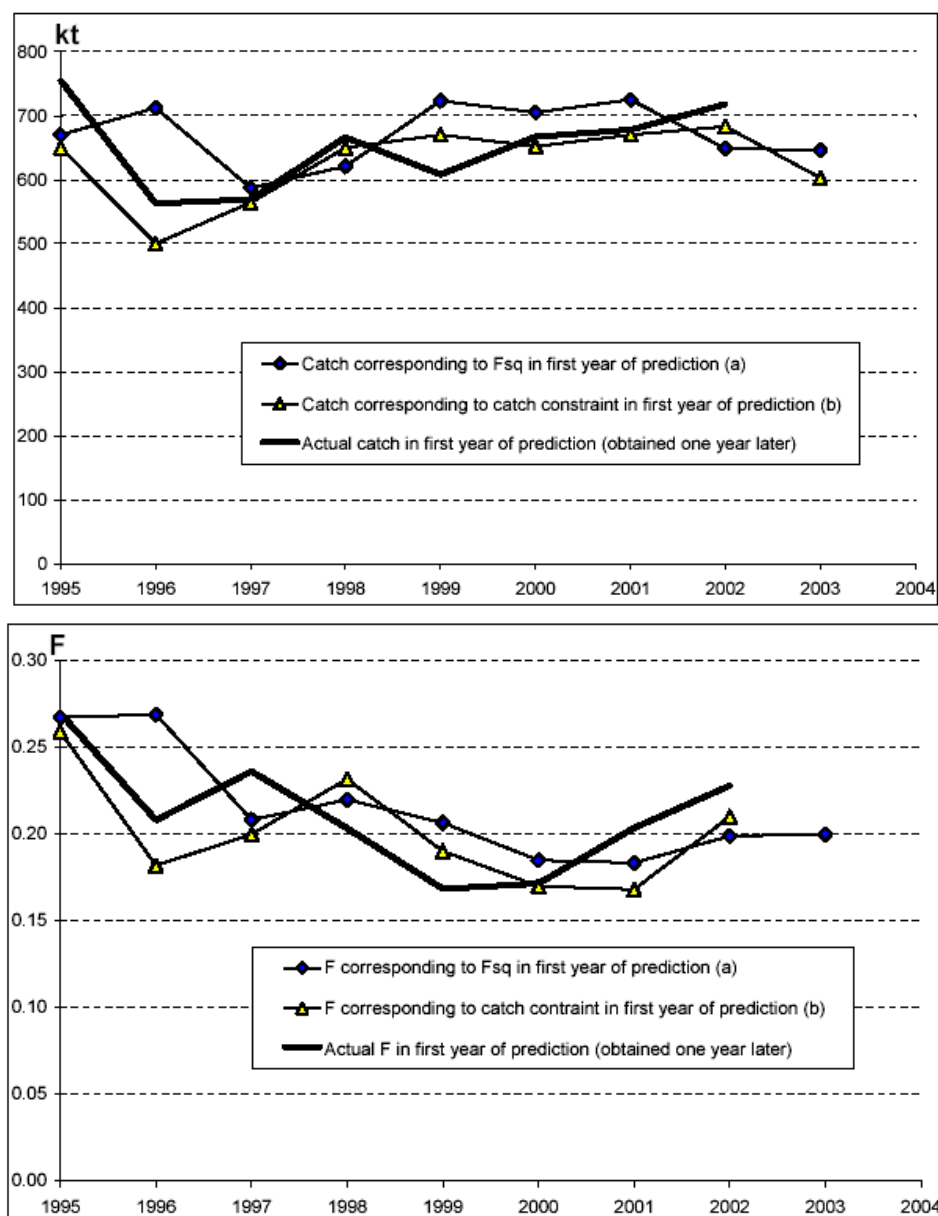 kt
800
700
600
500
400
300
200
100
0
Catch corresponding to Fsq in first year of prediction (a)
Catch corresponding to catch constraint in first year of prediction (b)
Actual catch in first year of prediction (obtained one year later)
1995 1996 1997 1998 1999 2000 2001 2002 2003 2004
F
0.30
0.25
0.20
0.15
0.10
0.05
0.00
F corresponding to Fsq in first year of prediction (a)
F corresponding to catch contraint in first year of prediction (b)
Actual F in first year of prediction (obtained one year later)
1995 1996 1997 1998 1999 2000 2001 2002 2003 2004